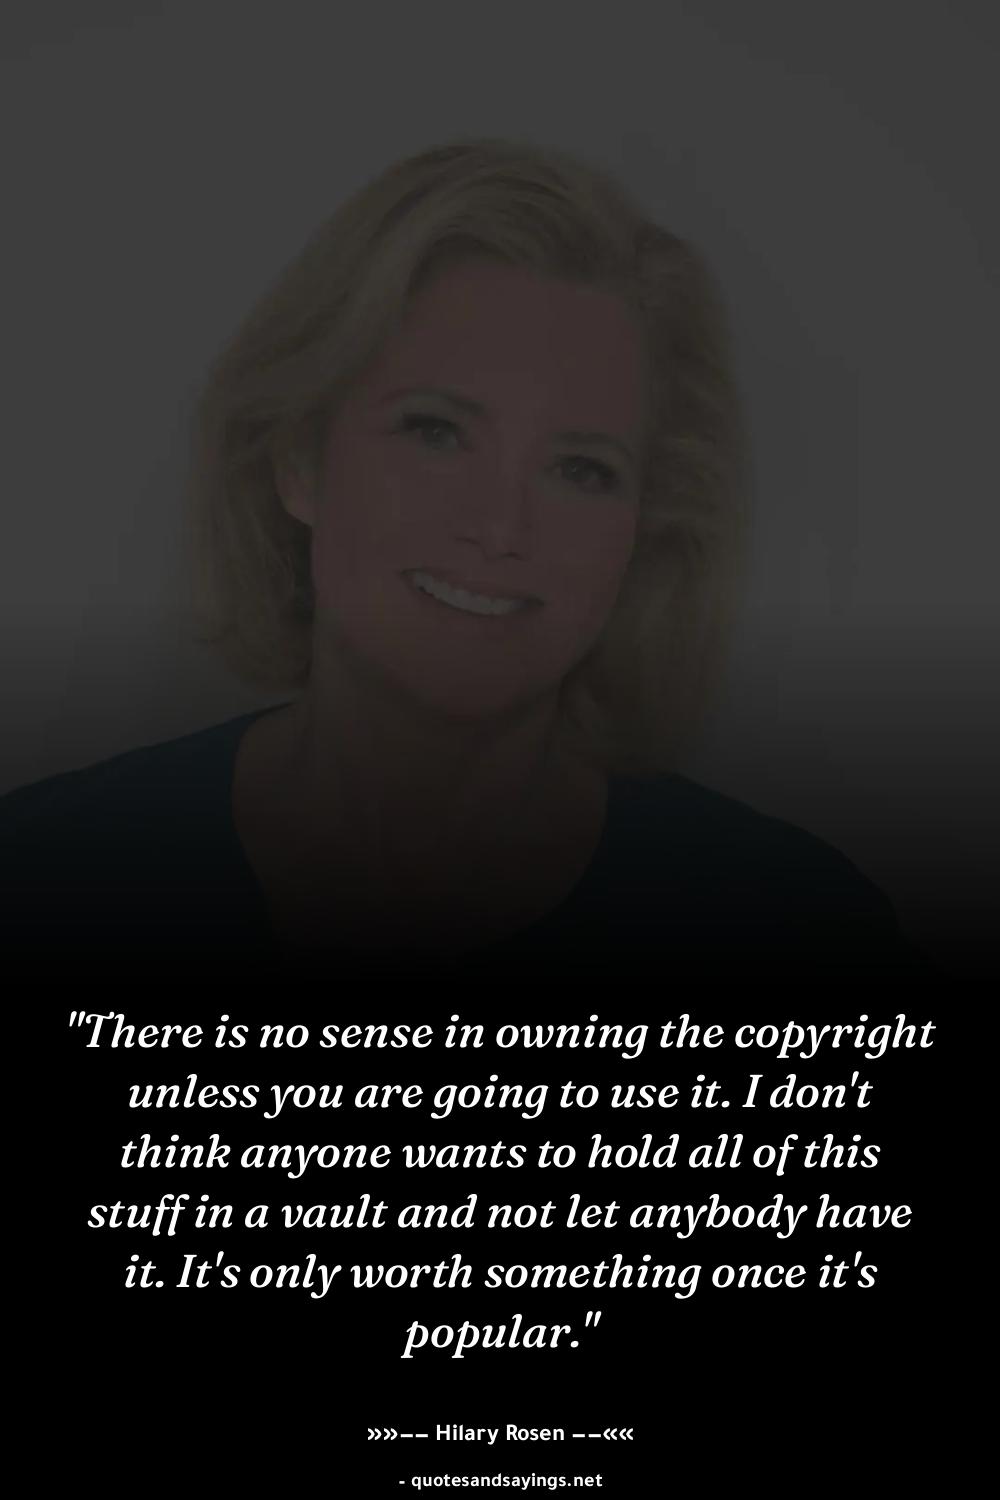 "There is no sense in owning the copyright
unless you are going to use it. I don't
think anyone wants to hold all of this
stuff in a vault and not let anybody have
it. It's only worth something once it's
popular."
»»−− Hilary Rosen −−««
- quotesandsayings.net